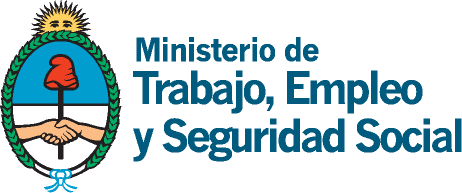 Ministerio de
Trabajo, Empleo
y Seguridad Social